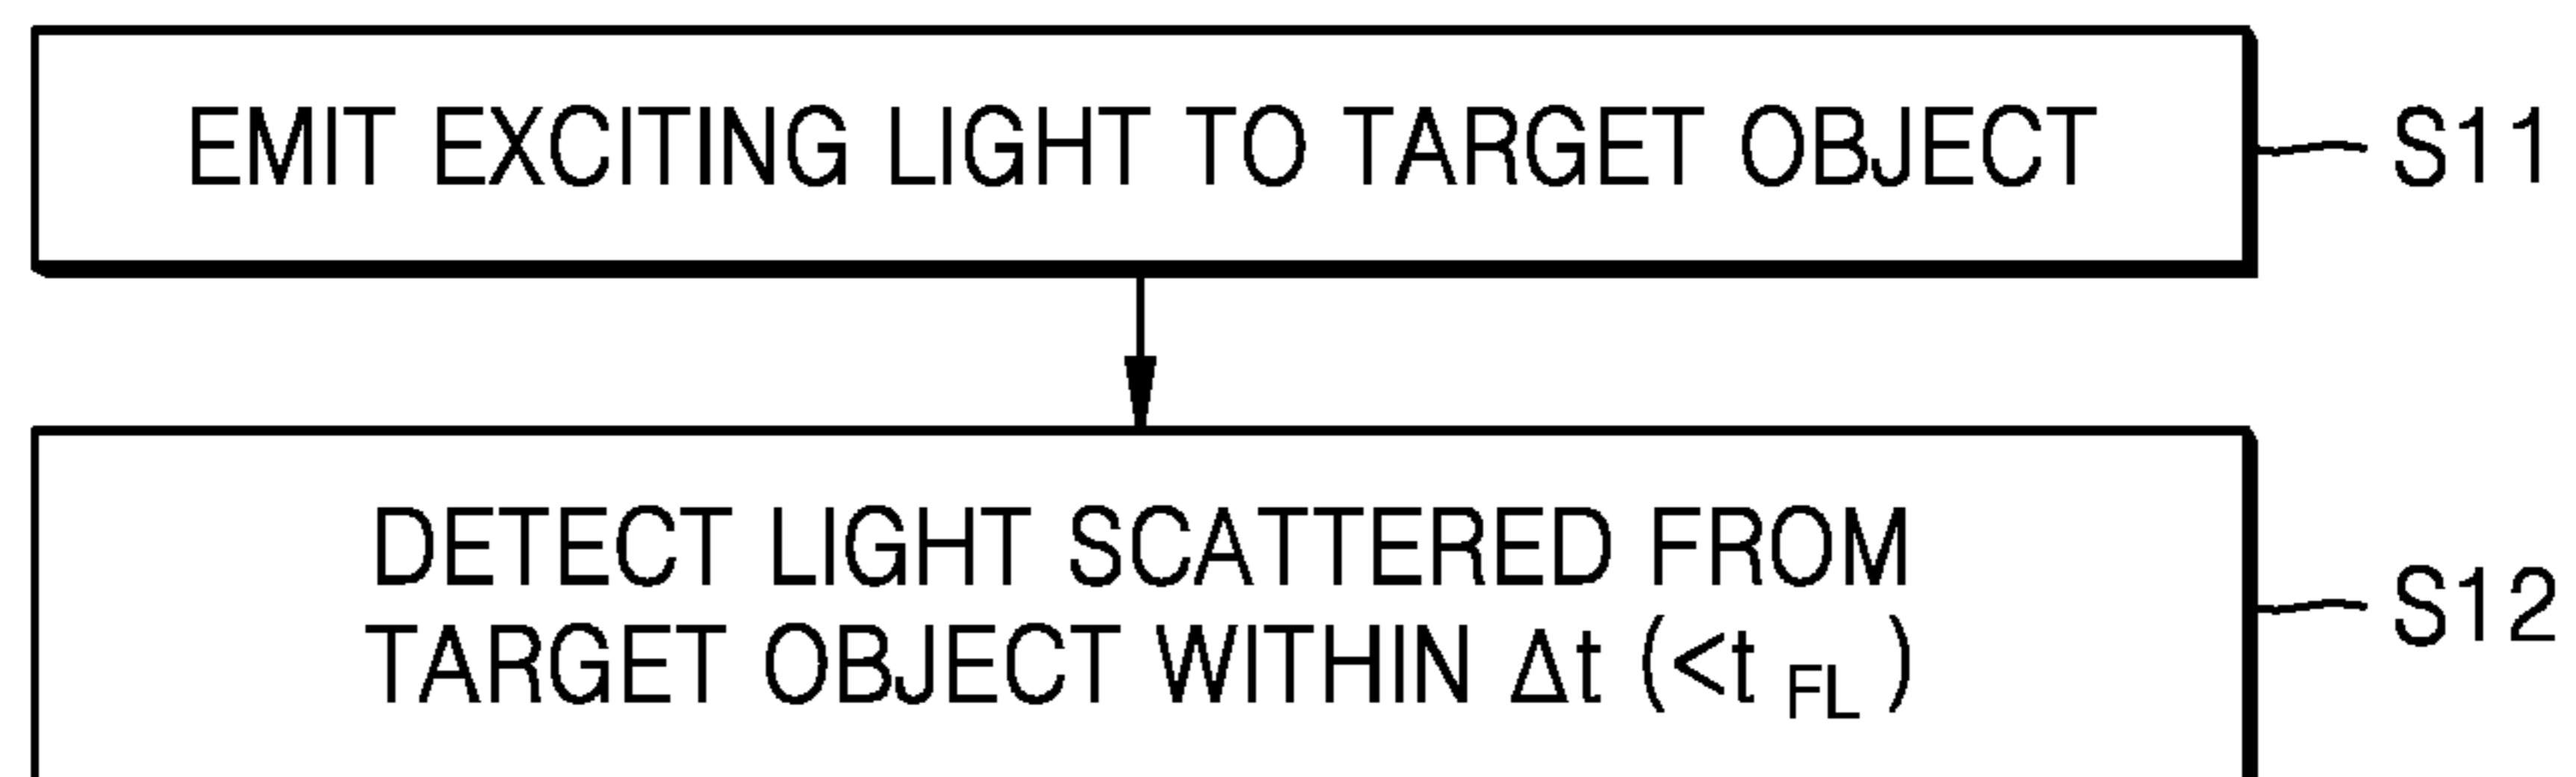 EMIT EXCITING LIGHT TO TARGET OBJECT
S11
DETECT LIGHT SCATTERED FROM
TARGET OBJECT WITHIN Δt (<t FL )
S12